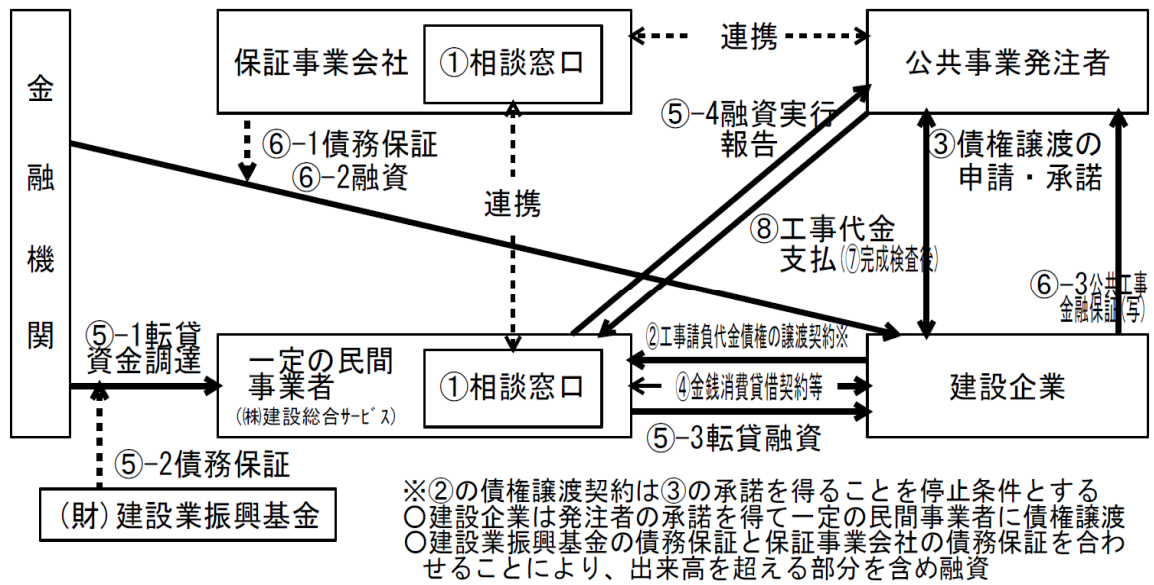 金融機関
保証事業会社
①相談窓口
連携
公共事業発注者
⑤-4融資実行
報告
⑥-1債務保証
⑥-2融資
連携
③債権譲渡の
申請・承諾
⑧工事代金
支払(⑦完成検査後)
⑥-3公共工事
金融保証(写)
⑤-1転貸
資金調達
一定の民間
事業者
(㈱建設総合ｻｰﾋﾞｽ)
①相談窓口
②工事請負代金債権の譲渡契約※
④金銭消費貸借契約等
⑤-3転貸融資
建設企業
⑤-2債務保証
(財)建設業振興基金
※②の債権譲渡契約は③の承諾を得ることを停止条件とする
○建設企業は発注者の承諾を得て一定の民間事業者に債権譲渡
○建設業振興基金の債務保証と保証事業会社の債務保証を合わ
せることにより、出来高を超える部分を含め融資